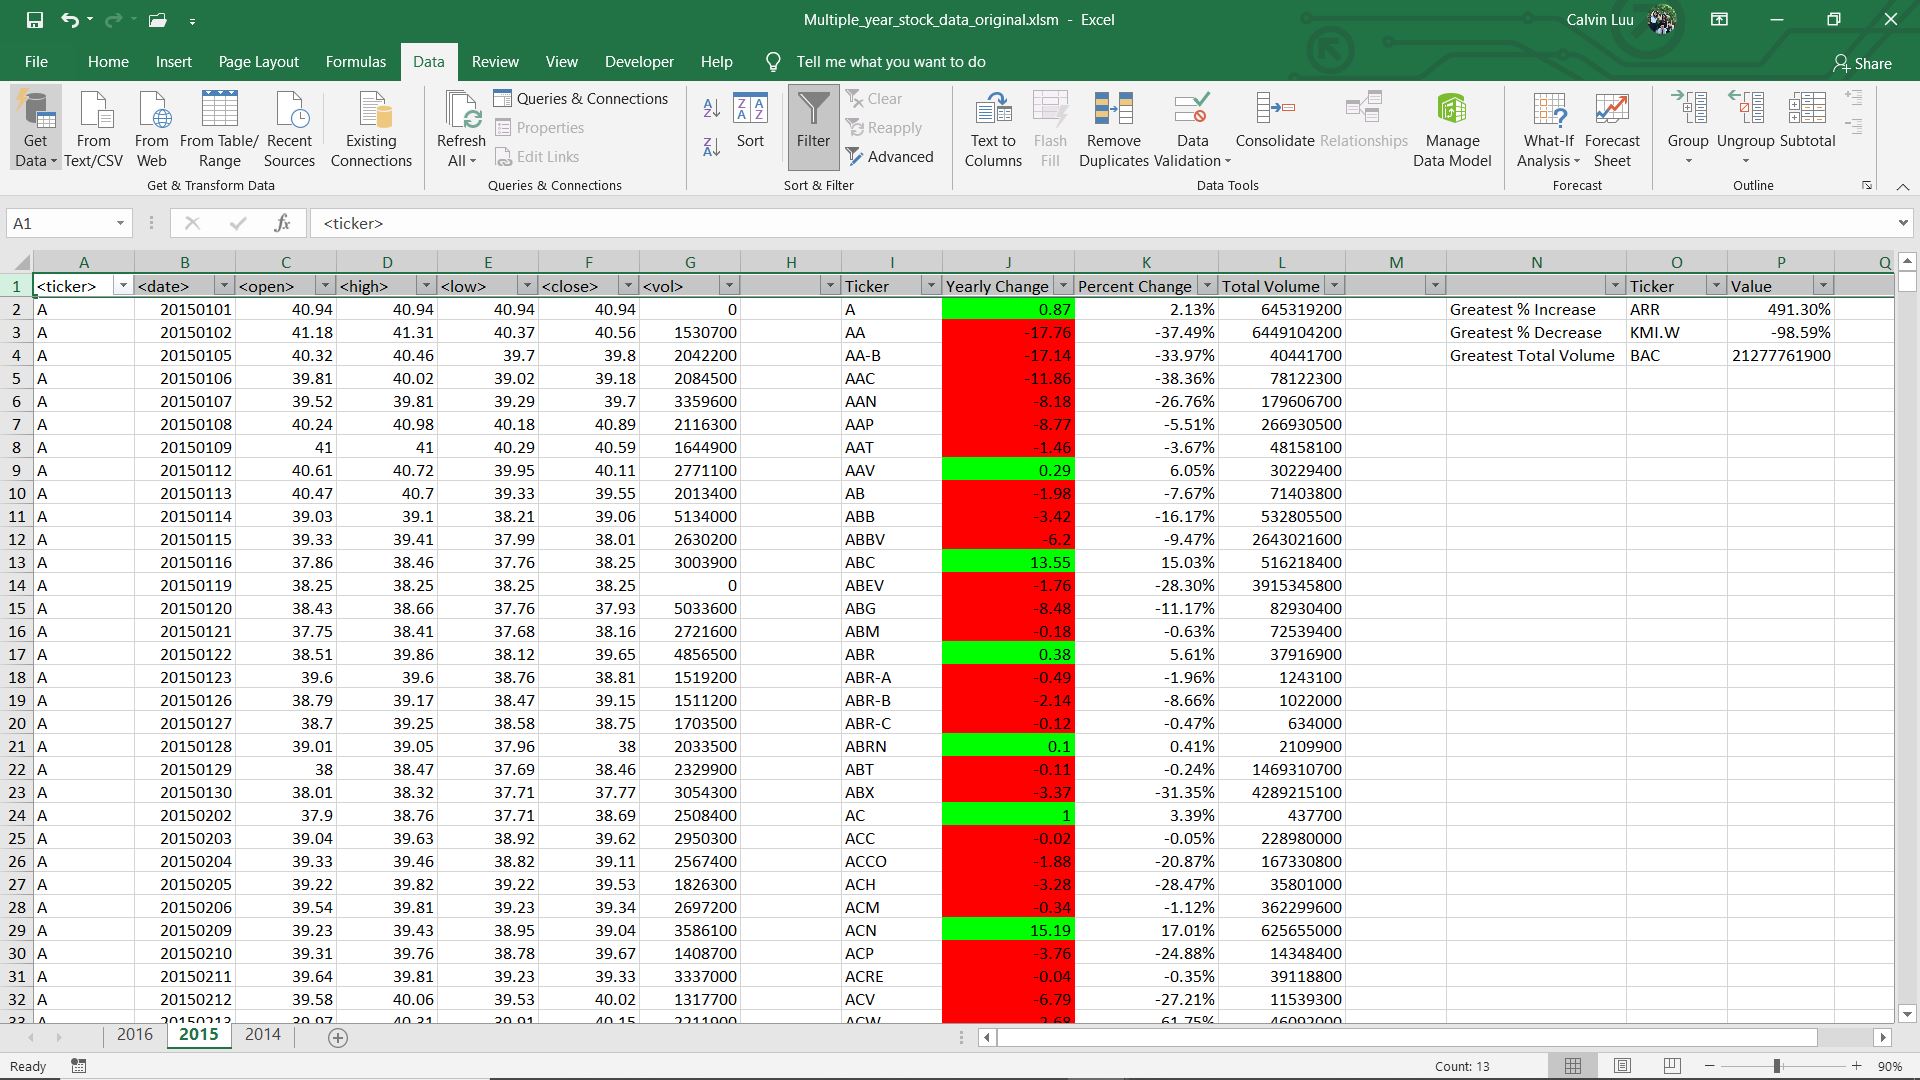 Multiple_year_stock_data_original.xlsm - Excel
Calvin Luu
File Home Insert Page Layout Formulas Data Review View Developer Help Tell me what you want to do Share
Get Data
From Text/CSV
From Web
From Table/ Range
Recent Sources
Existing Connections
Get & Transform Data
Refresh All
Queries & Connections
Properties
Edit Links
Queries & Connections
Sort
Filter
Clear
Reapply
Advanced
Sort & Filter
Text to Columns
Flash Fill
Remove Duplicates
Data Validation
Consolidate
Relationships
Manage Data Model
Data Tools
What-If Analysis
Forecast Sheet
Forecast
Group
Ungroup
Subtotal
Outline
A1 fx <ticker>
A B C D E F G H I J K L M N O P Q
1 <ticker> <date> <open> <high> <low> <close> <vol> Ticker Yearly Change Percent Change Total Volume Ticker Value
2 A 20150101 40.94 40.94 40.94 40.94 0 A 0.87 2.13% 645319200 Greatest % Increase ARR 491.30%
3 A 20150102 41.18 41.31 40.37 40.56 1530700 AA -17.76 -37.49% 6449104200 Greatest % Decrease KMI.W -98.59%
4 A 20150105 40.32 40.46 39.7 39.8 2042200 AA-B -17.14 -33.97% 40441700 Greatest Total Volume BAC 21277761900
5 A 20150106 39.81 40.02 39.02 39.18 2084500 AAC -11.86 -38.36% 78122300
6 A 20150107 39.52 39.81 39.29 39.7 3359600 AAN -8.18 -26.76% 179606700
7 A 20150108 40.24 40.98 40.18 40.89 2116300 AAP -8.77 -5.51% 266930500
8 A 20150109 41 41 40.29 40.59 1644900 AAT -1.46 -3.67% 48158100
9 A 20150112 40.61 40.72 39.95 40.11 2771100 AAV 0.29 6.05% 30229400
10 A 20150113 40.47 40.7 39.33 39.55 2013400 AB -1.98 -7.67% 71403800
11 A 20150114 39.03 39.1 38.21 39.06 5134000 ABB -3.42 -16.17% 532805500
12 A 20150115 39.33 39.41 37.99 38.01 2630200 ABBV -6.2 -9.47% 2643021600
13 A 20150116 37.86 38.46 37.76 38.25 3003900 ABC 13.55 15.03% 516218400
14 A 20150119 38.25 38.25 38.25 38.25 0 ABEV -1.76 -28.30% 3915345800
15 A 20150120 38.43 38.66 37.76 37.93 5033600 ABG -8.48 -11.17% 82930400
16 A 20150121 37.75 38.41 37.68 38.16 2721600 ABM -0.18 -0.63% 72539400
17 A 20150122 38.51 39.86 38.12 39.65 4856500 ABR 0.38 5.61% 37916900
18 A 20150123 39.6 39.6 38.76 38.81 1519200 ABR-A -0.49 -1.96% 1243100
19 A 20150126 38.79 39.17 38.47 39.15 1511200 ABR-B -2.14 -8.66% 1022000
20 A 20150127 38.7 39.25 38.58 38.75 1703500 ABR-C -0.12 -0.47% 634000
21 A 20150128 39.01 39.05 37.96 38 2033500 ABRN 0.1 0.41% 2109900
22 A 20150129 38 38.47 37.69 38.46 2329900 ABT -0.11 -0.24% 1469310700
23 A 20150130 38.01 38.32 37.71 37.77 3054300 ABX -3.37 -31.35% 4289215100
24 A 20150202 37.9 38.76 37.71 38.69 2508400 AC 1 3.39% 437700
25 A 20150203 39.04 39.63 38.92 39.62 2950300 ACC -0.02 -0.05% 228980000
26 A 20150204 39.33 39.46 38.82 39.11 2567400 ACCO -1.88 -20.87% 167330800
27 A 20150205 39.22 39.82 39.22 39.53 1826300 ACH -3.28 -28.47% 35801000
28 A 20150206 39.54 39.81 39.23 39.34 2697200 ACM -0.34 -1.12% 362299600
29 A 20150209 39.23 39.43 38.95 39.04 3586100 ACN 15.19 17.01% 625655000
30 A 20150210 39.31 39.76 38.78 39.67 1408700 ACP -3.76 -24.88% 14348400
31 A 20150211 39.64 39.81 39.23 39.33 3337000 ACRE -0.04 -0.35% 39118800
32 A 20150212 39.58 40.06 39.53 40.02 1317700 ACV -6.79 -27.21% 11539300
33 A 20150213 39.97 40.31 39.91 40.15 2211900 ACW -2.68 -61.75% 46092000
2016 2015 2014
Ready Count: 13 90%